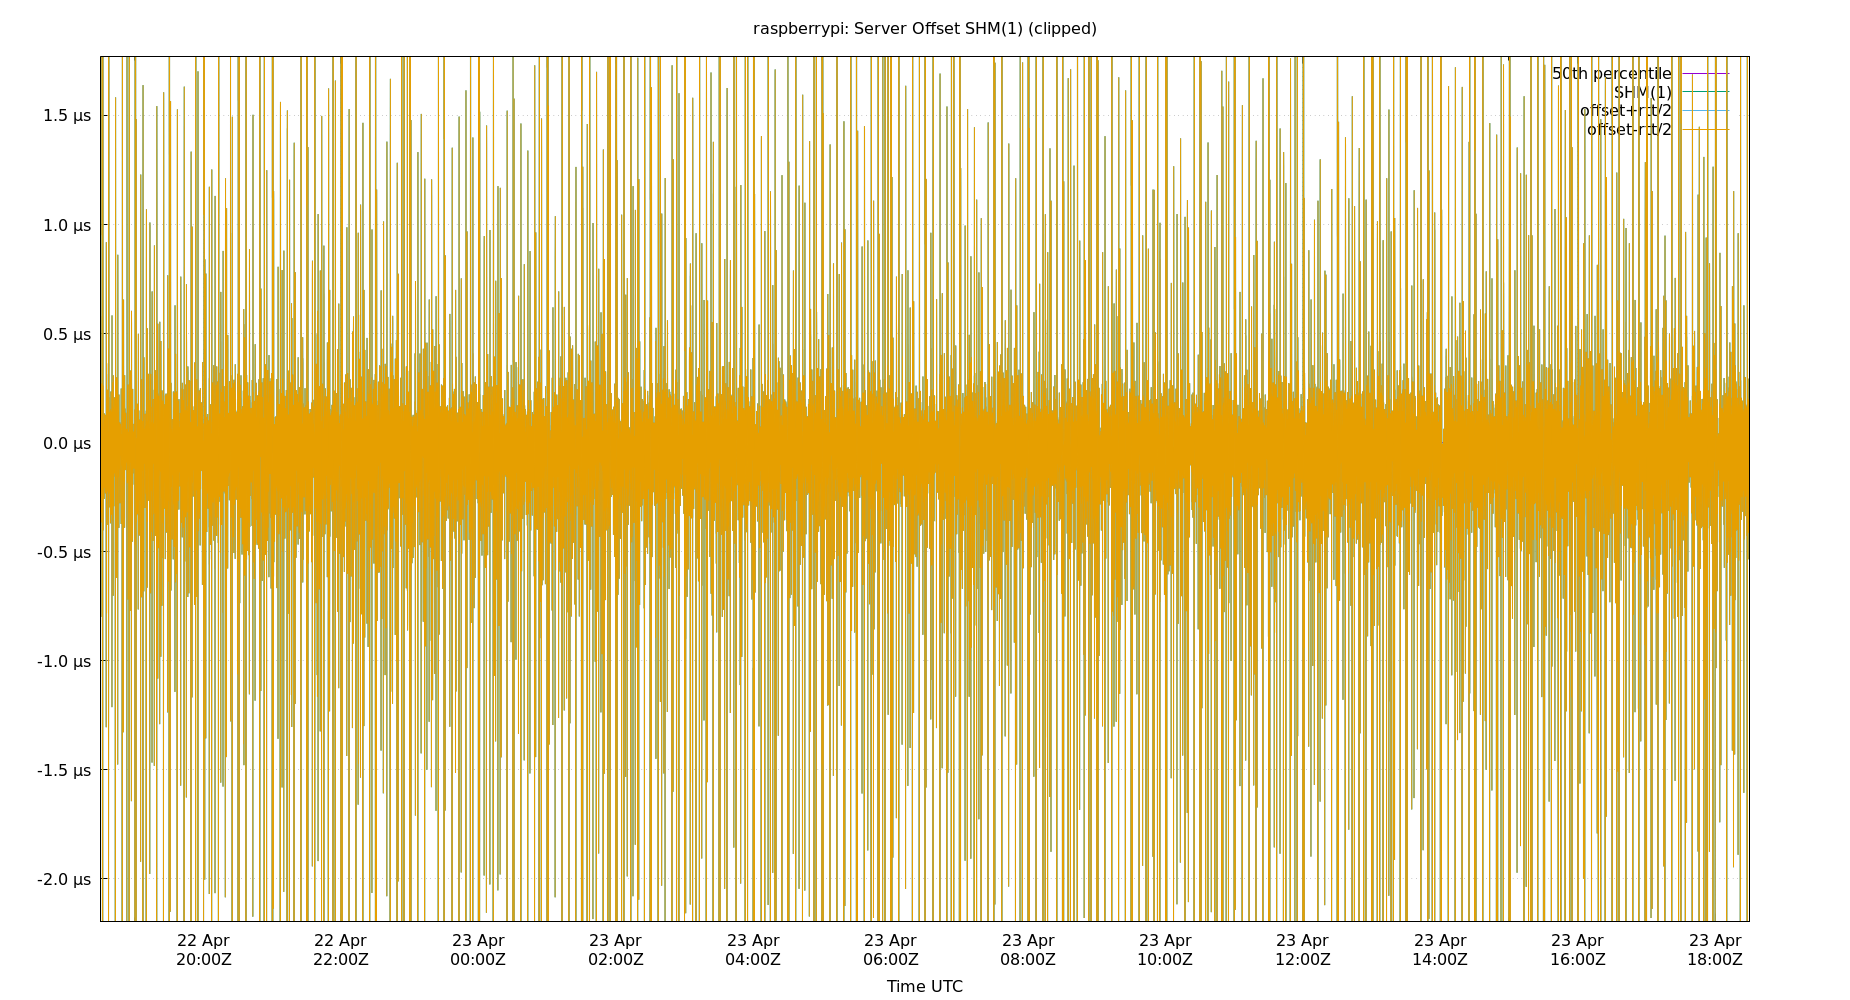 raspberrypi: Server Offset SHM(1) (clipped)
50th percentile
SHM(1)
offset+rtt/2
offset-rtt/2
1.5 µs
1.0 µs
0.5 µs
0.0 µs
-0.5 µs
-1.0 µs
-1.5 µs
-2.0 µs
22 Apr 22 Apr 23 Apr 23 Apr 23 Apr 23 Apr 23 Apr 23 Apr 23 Apr 23 Apr 23 Apr 23 Apr
20:00Z 22:00Z 00:00Z 02:00Z 04:00Z 06:00Z 08:00Z 10:00Z 12:00Z 14:00Z 16:00Z 18:00Z
Time UTC